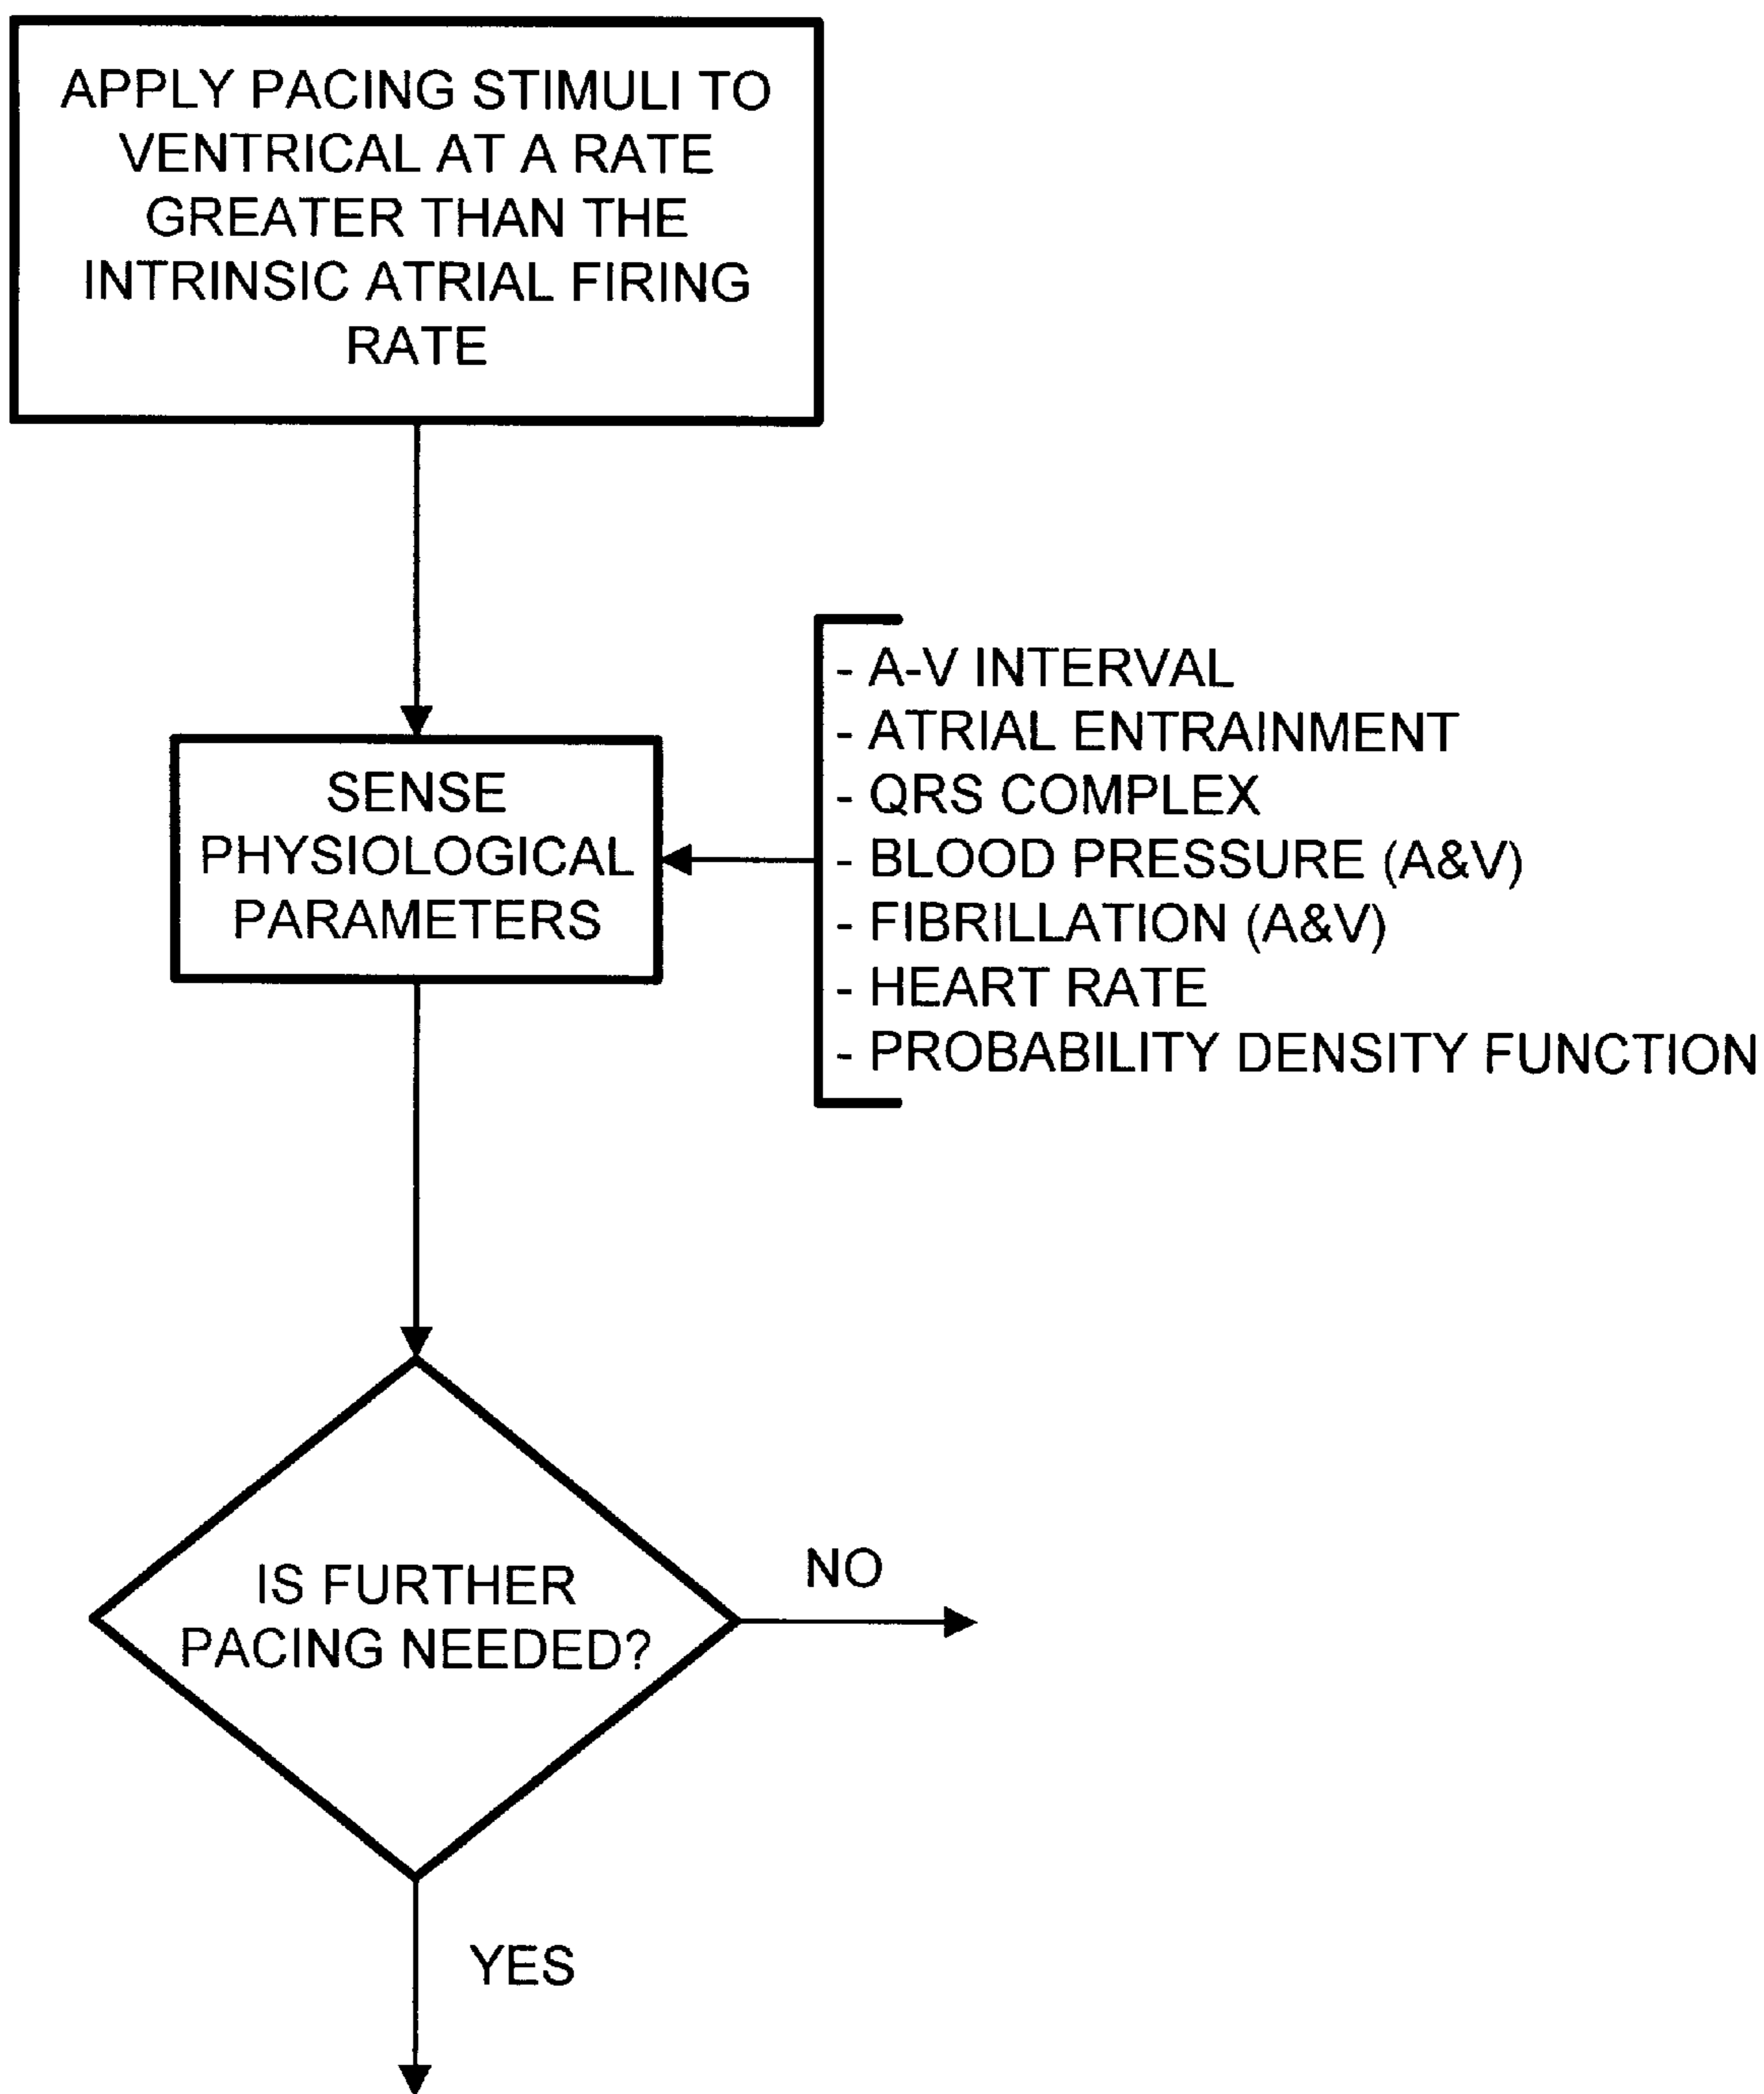 APPLY PACING STIMULI TO
VENTRICAL AT A RATE
GREATER THAN THE
INTRINSIC ATRIAL FIRING
RATE
SENSE
PHYSIOLOGICAL
PARAMETERS
- A-V INTERVAL
- ATRIAL ENTRAINMENT
- QRS COMPLEX
- BLOOD PRESSURE (A&V)
- FIBRILLATION (A&V)
- HEART RATE
- PROBABILITY DENSITY FUNCTION
IS FURTHER
PACING NEEDED?
NO
YES